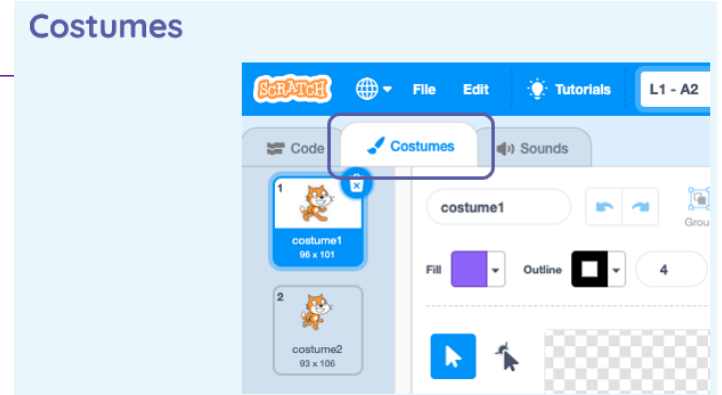 Costumes
SCRATCH File Edit Tutorials L1 - A2
Code Costumes Sounds
1
costume1
96 x 101
costume1
Grou
Fill Outline 4
2
costume2
93 x 106